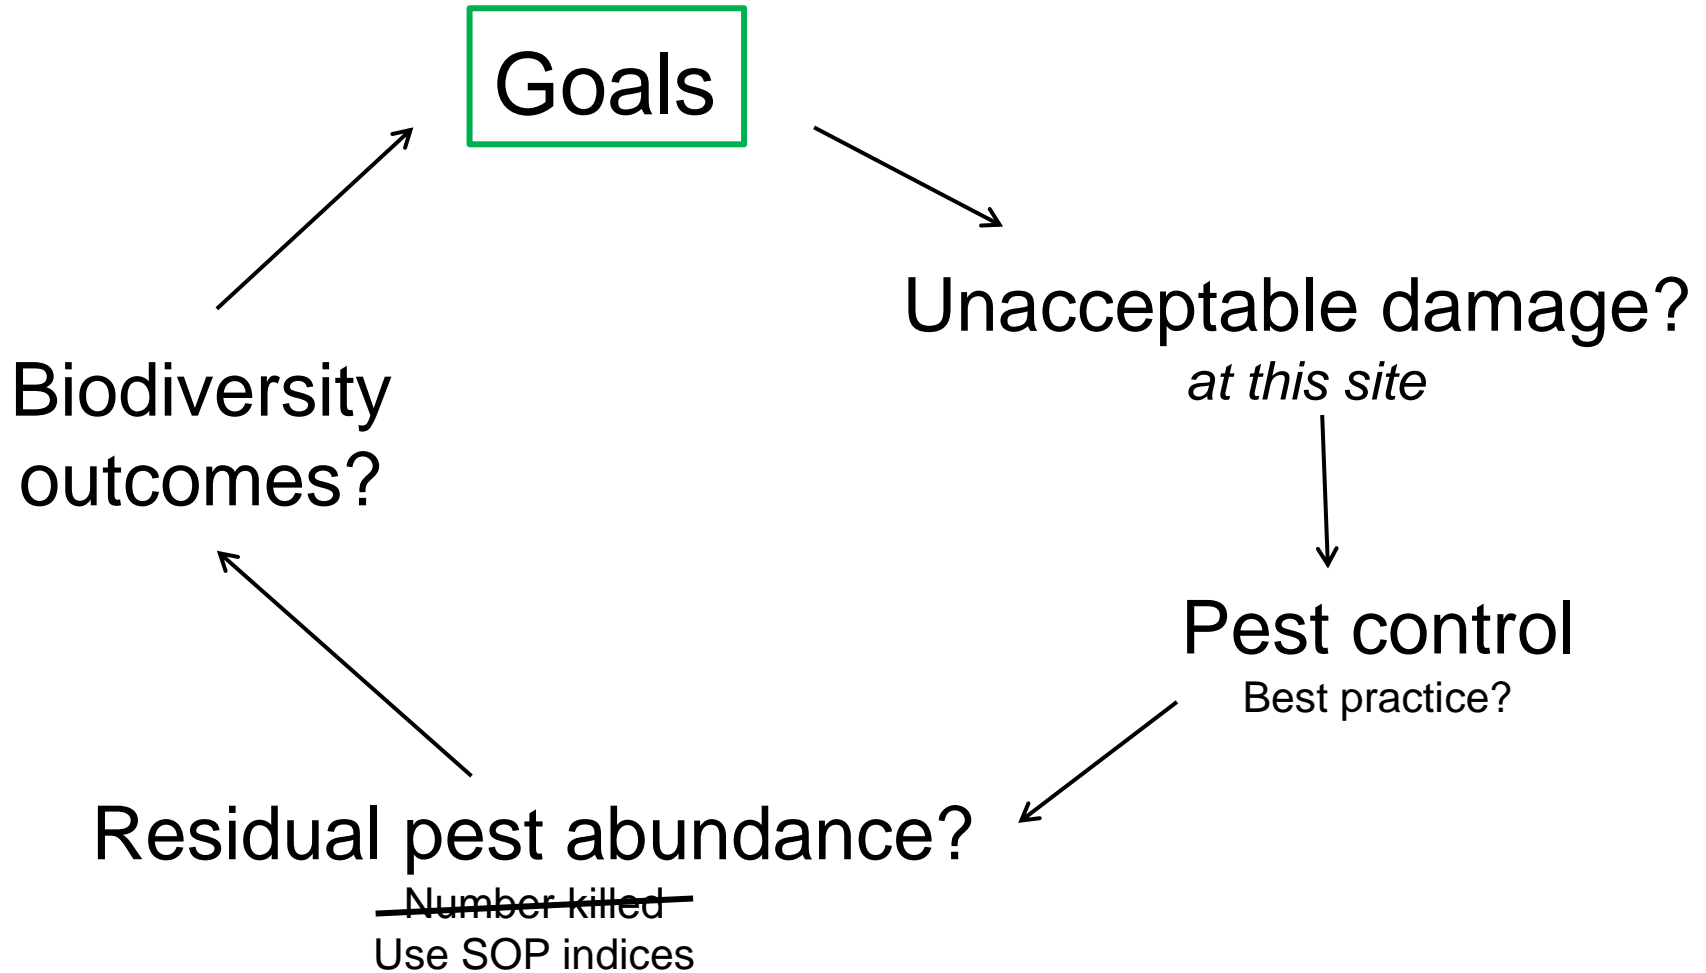 Goals
Unacceptable damage?
at this site
Biodiversity
outcomes?
Pest control
Best practice?
Residual pest abundance?
Number killed
Use SOP indices